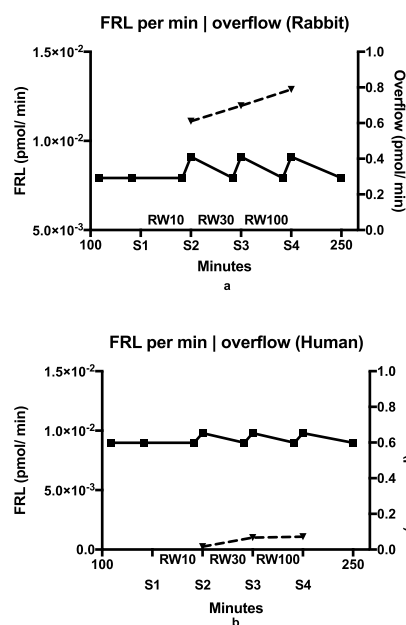 FRL per min | overflow (Rabbit)
1.5×10-2
1.0×10-2
5.0×10-3
FRL (pmol/ min)
1.0
0.8
0.6
0.4
0.2
0.0
Overflow (pmol/ min)
RW10 RW30 RW100
100 S1 S2 S3 S4 250
Minutes
a
FRL per min | overflow (Human)
1.5×10-2
1.0×10-2
5.0×10-3
0.0
FRL (pmol/ min)
1.0
0.8
0.6
0.4
0.2
0.0
RW10 RW30 RW100
100 250
S1 S2 S3 S4
Minutes
b